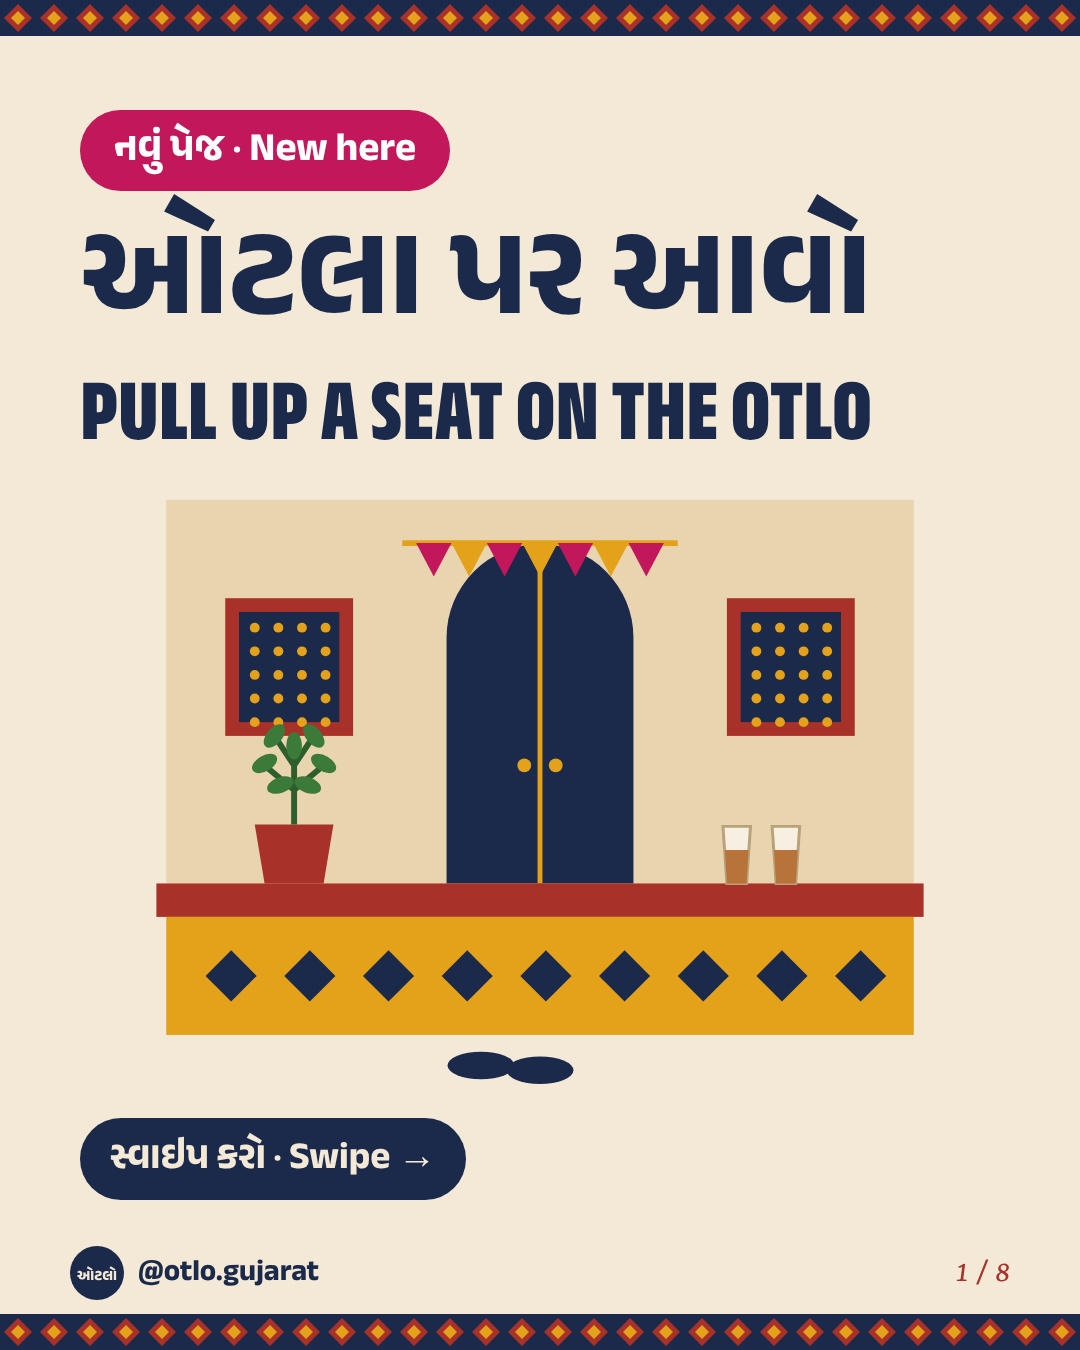 નવું પેજ · New here
ઓટલા પર આવો
PULL UP A SEAT ON THE OTLO
સ્વાઈપ કરો · Swipe →
ઓટલો @otlo.gujarat
1 / 8